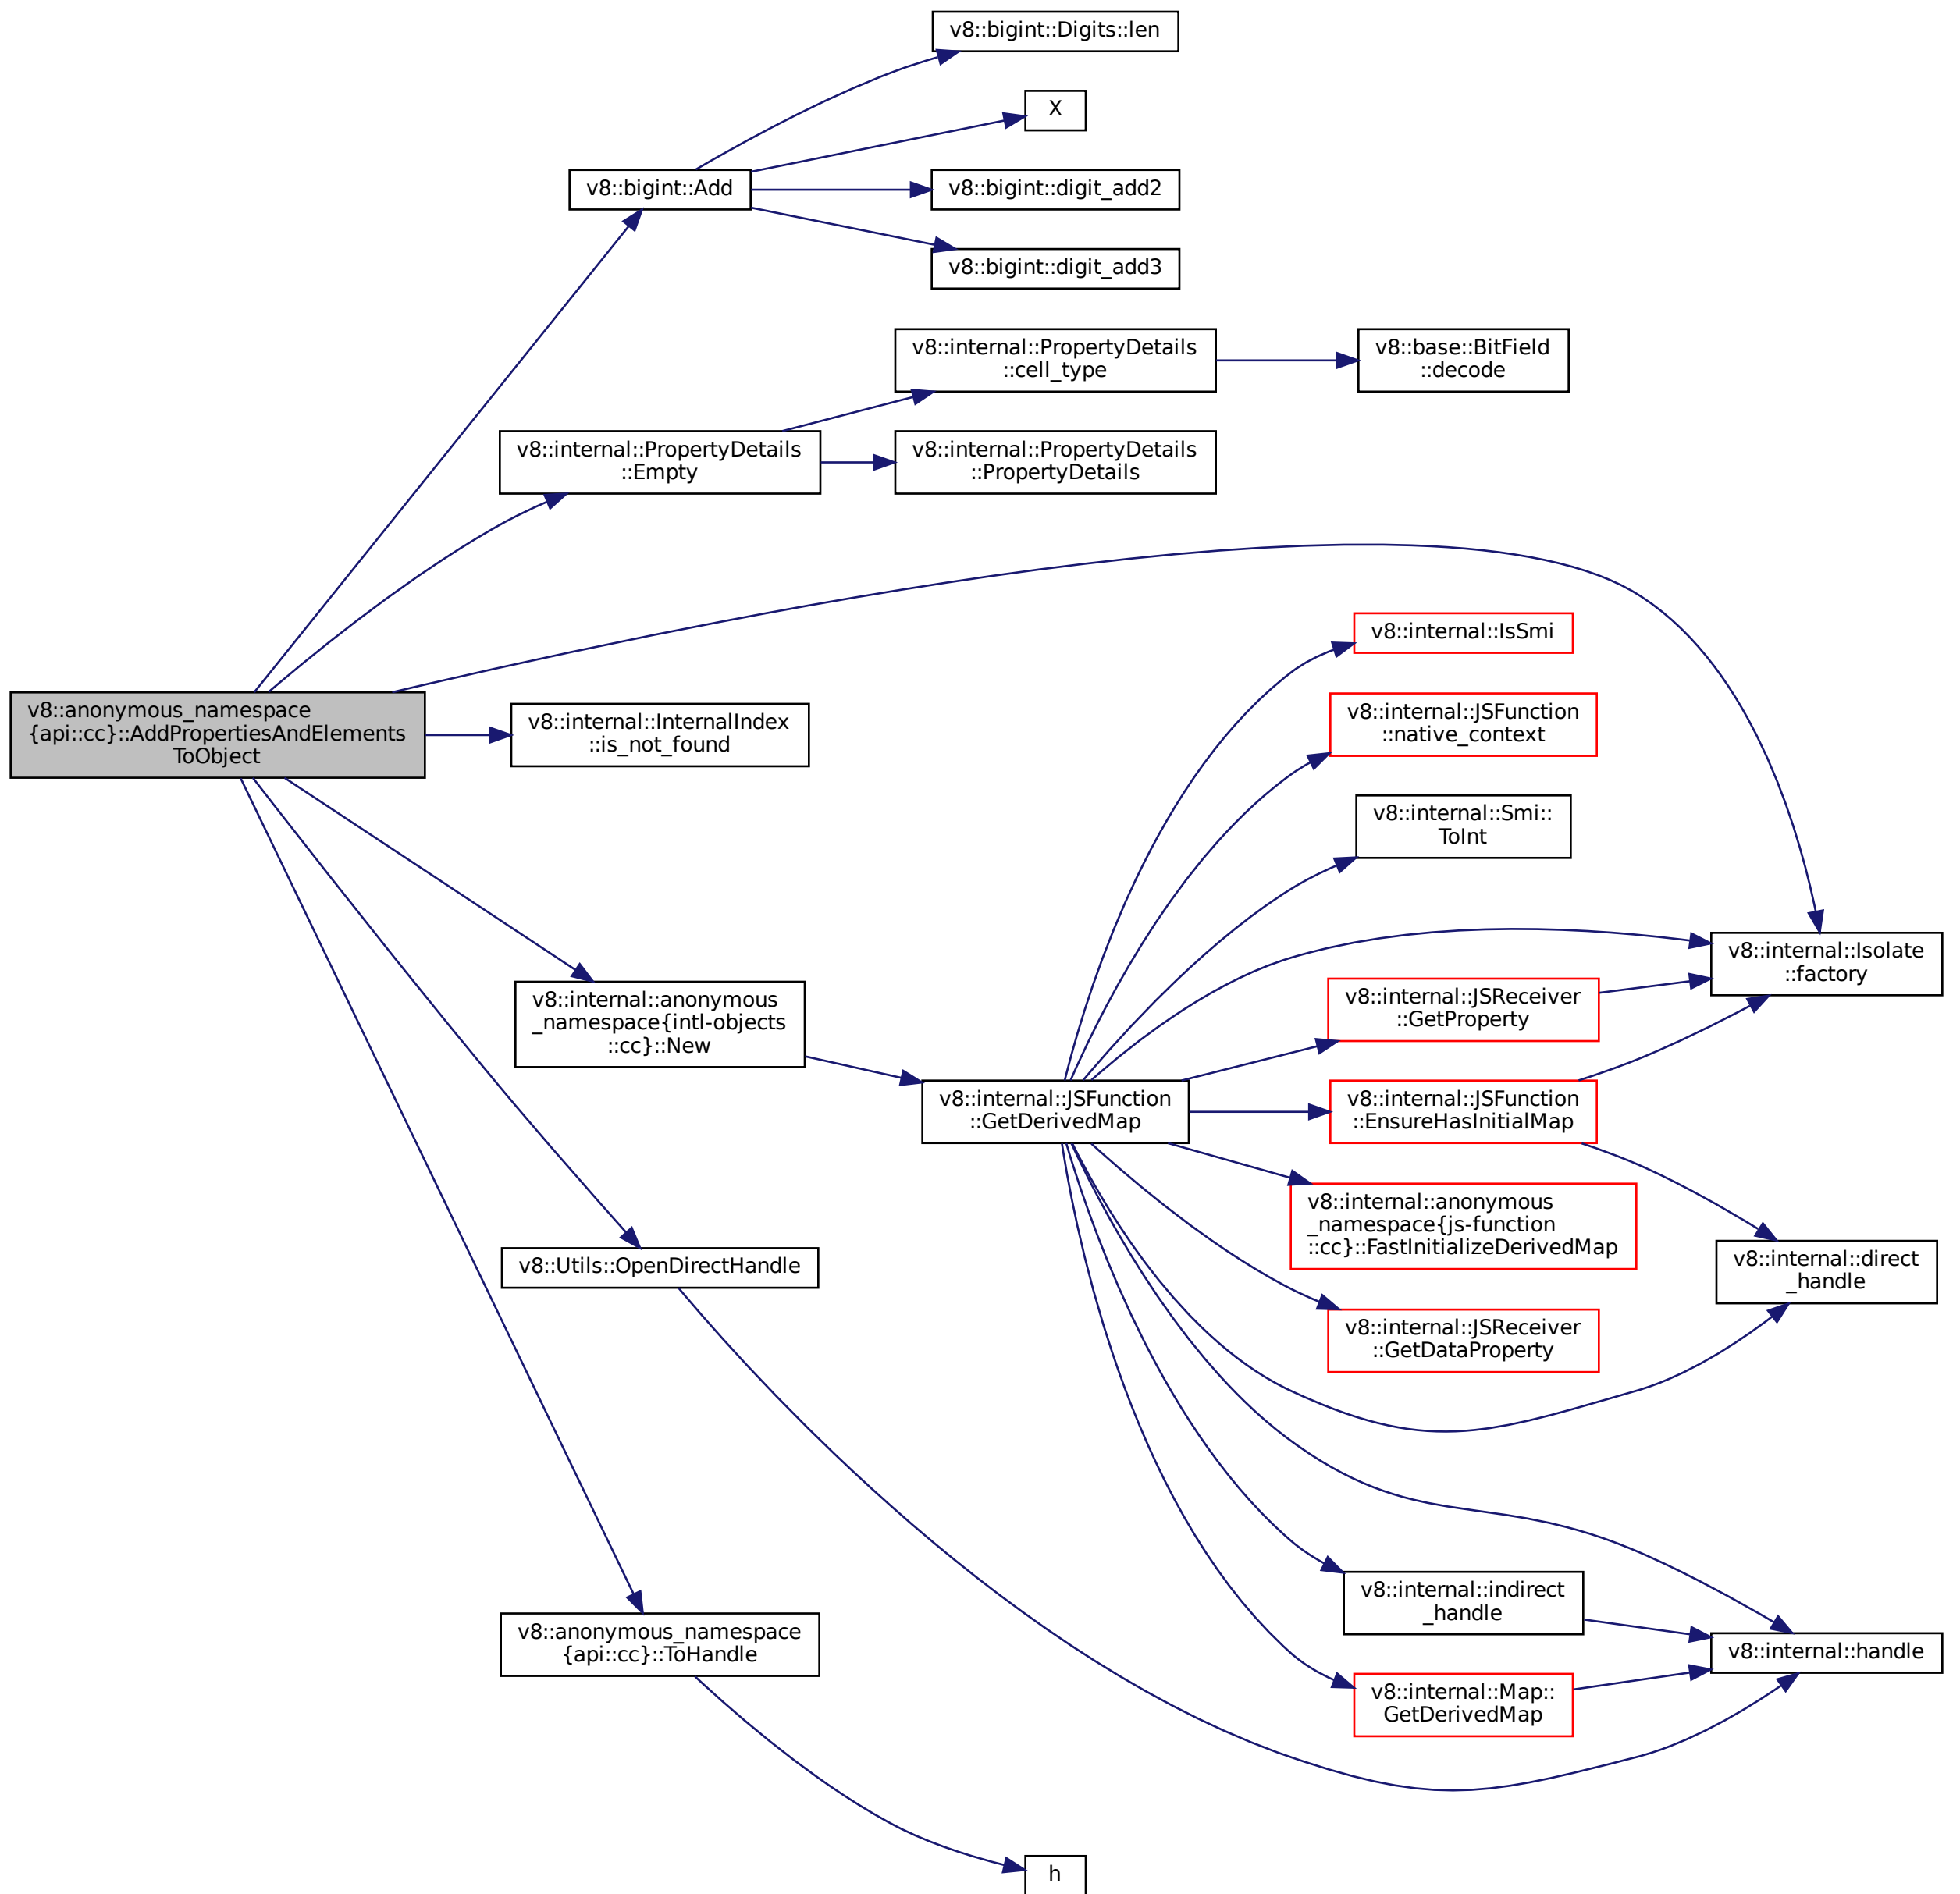 v8::bigint::Digits::len
X
v8::bigint::Add
v8::bigint::digit_add2
v8::bigint::digit_add3
v8::internal::PropertyDetails
::cell_type
v8::base::BitField
::decode
v8::internal::PropertyDetails
::Empty
v8::internal::PropertyDetails
::PropertyDetails
v8::internal::IsSmi
v8::anonymous_namespace
{api::cc}::AddPropertiesAndElements
ToObject
v8::internal::InternalIndex
::is_not_found
v8::internal::JSFunction
::native_context
v8::internal::Smi::
ToInt
v8::internal::Isolate
::factory
v8::internal::anonymous
_namespace{intl-objects
::cc}::New
v8::internal::JSReceiver
::GetProperty
v8::internal::JSFunction
::GetDerivedMap
v8::internal::JSFunction
::EnsureHasInitialMap
v8::internal::anonymous
_namespace{js-function
::cc}::FastInitializeDerivedMap
v8::Utils::OpenDirectHandle
v8::internal::direct
_handle
v8::internal::JSReceiver
::GetDataProperty
v8::internal::indirect
_handle
v8::anonymous_namespace
{api::cc}::ToHandle
v8::internal::handle
v8::internal::Map::
GetDerivedMap
h